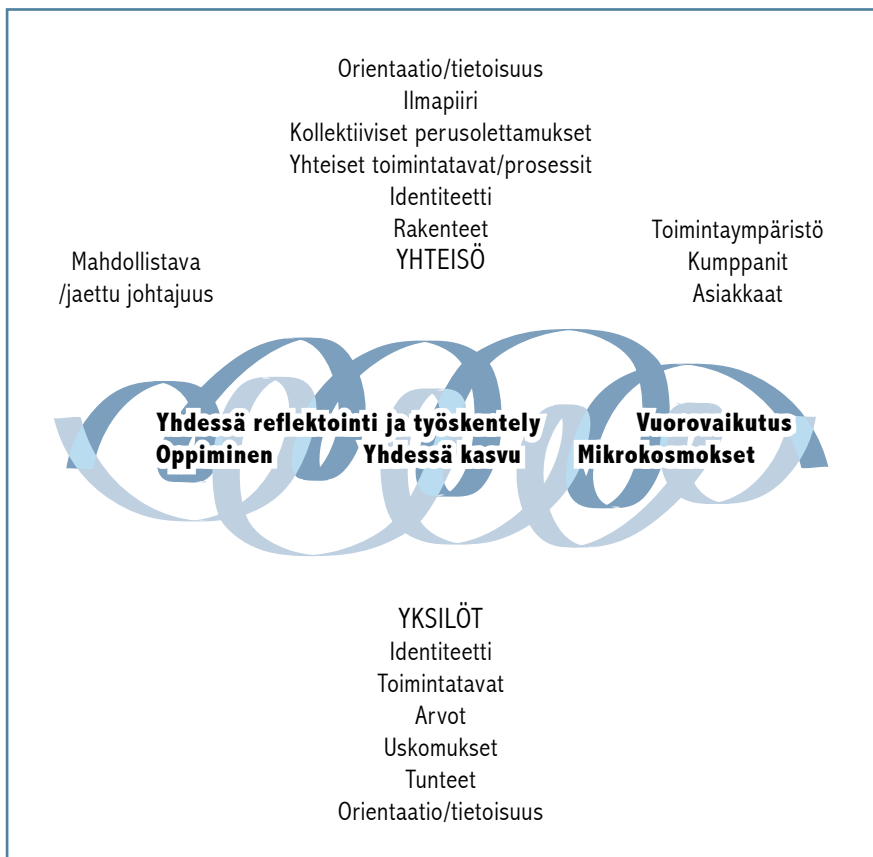 Orientaatio/tietoisuus
Ilmapiiri
Kollektiiviset perusolettamukset
Yhteiset toimintatavat/prosessit
Identiteetti
Rakenteet
YHTEISÖ
Mahdollistava
/jaettu johtajuus
Toimintaympäristö
Kumppanit
Asiakkaat
Yhdessä reflektointi ja työskentely Vuorovaikutus
Oppiminen Yhdessä kasvu Mikrokosmokset
YKSILÖT
Identiteetti
Toimintatavat
Arvot
Uskomukset
Tunteet
Orientaatio/tietoisuus